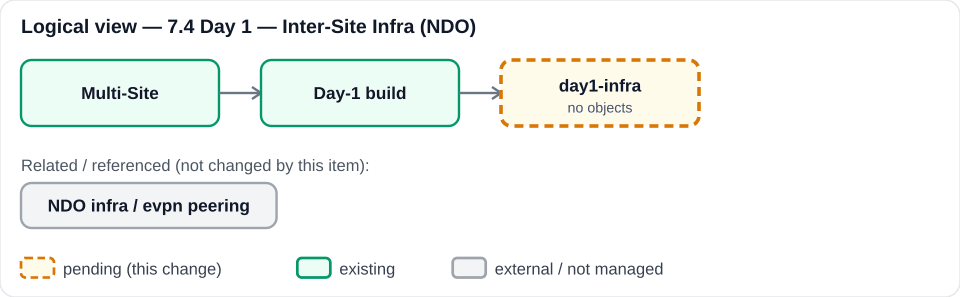 Logical view — 7.4 Day 1 — Inter-Site Infra (NDO)
Multi-Site
Day-1 build
day1-infra
no objects
Related / referenced (not changed by this item):
NDO infra / evpn peering
pending (this change)
existing
external / not managed